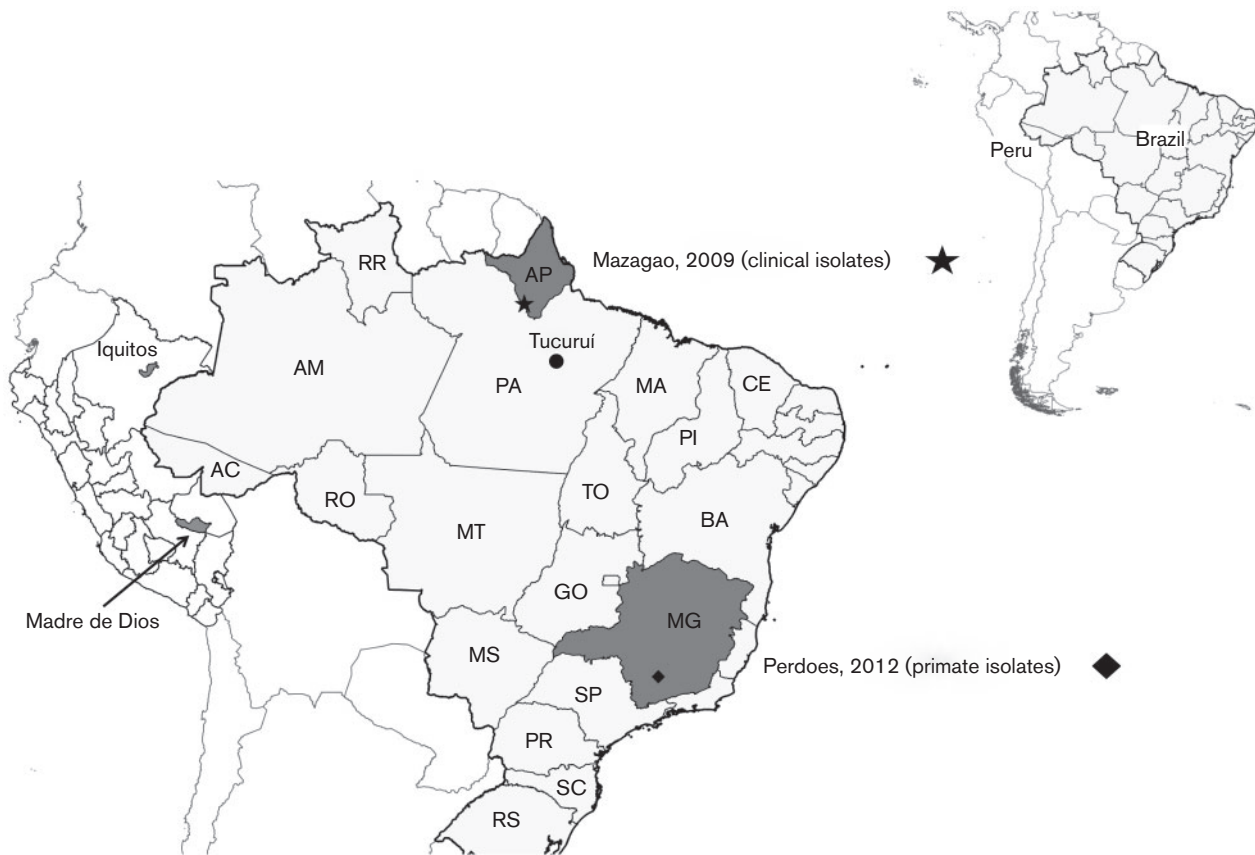 Peru
Brazil
RR
AP
Mazagao, 2009 (clinical isolates)
Iquitos
AM
Tucuruí
PA
MA
CE
PI
AC
RO
TO
MT
BA
Madre de Dios
GO
MG
MS
Perdoes, 2012 (primate isolates)
SP
PR
SC
RS